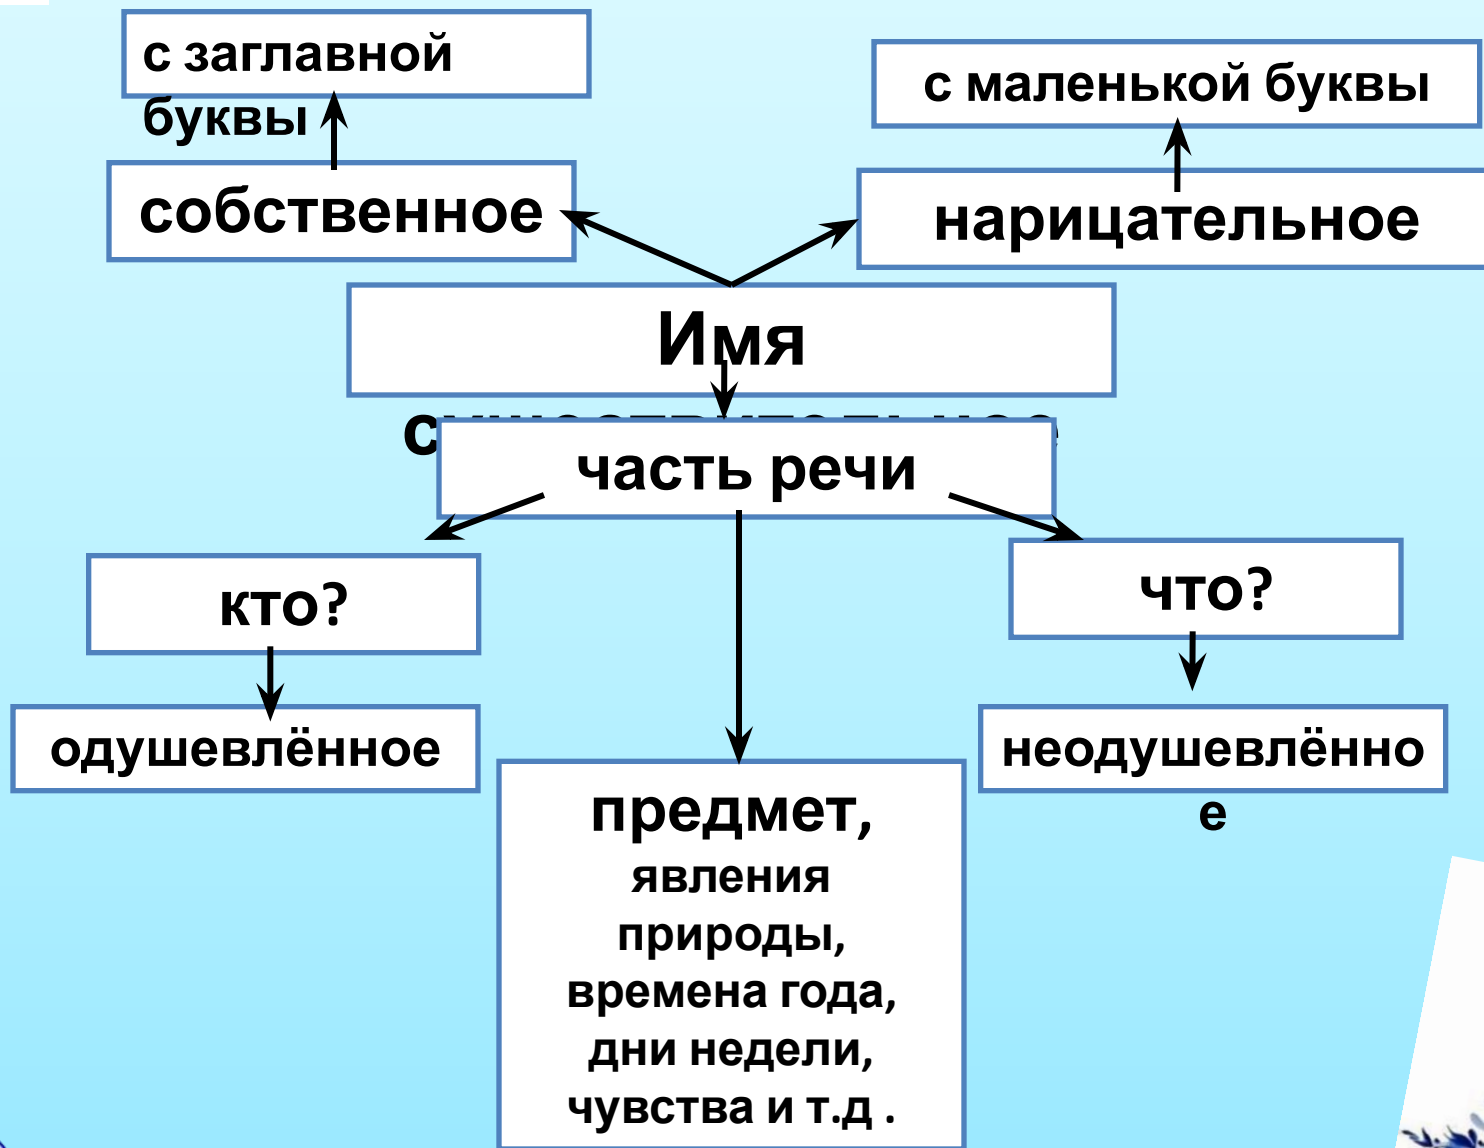 с заглавной
буквы
с маленькой буквы
собственное
нарицательное
Имя
часть речи
кто?
что?
одушевлённое
неодушевлённо
е
предмет,
явления
природы,
времена года,
дни недели,
чувства и т.д .